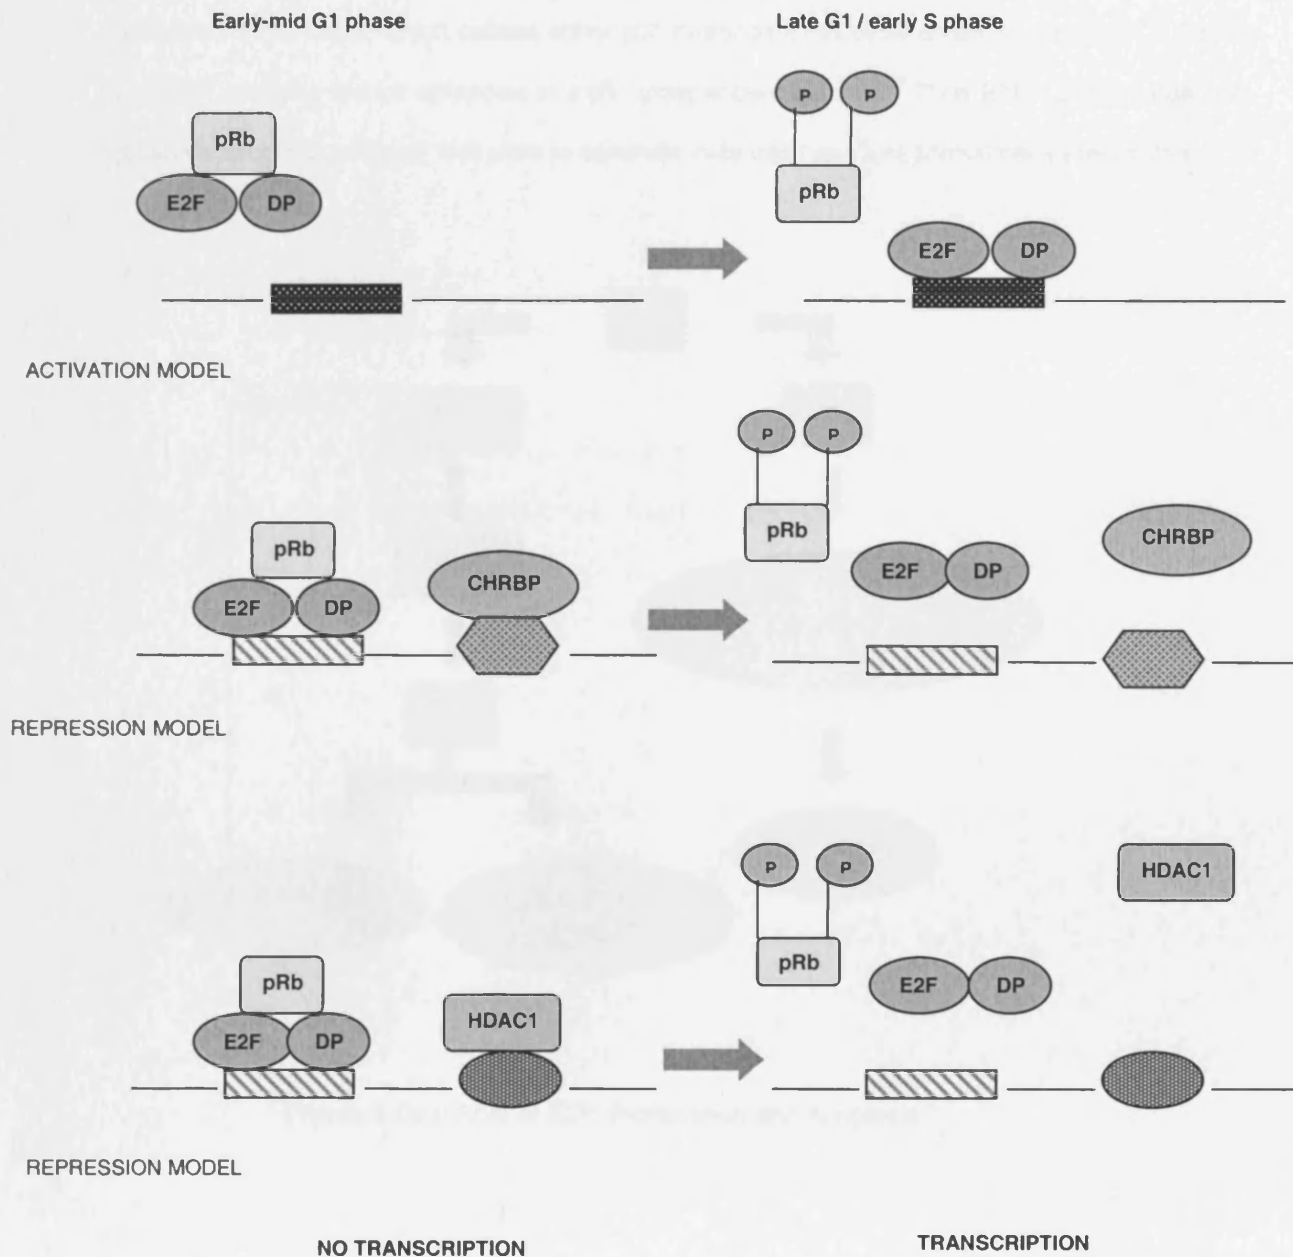 Early-mid G1 phase
Late G1 / early S phase
pRb
E2F
DP
P
P
pRb
E2F
DP
ACTIVATION MODEL
pRb
E2F
DP
CHRBP
P
P
pRb
E2F
DP
CHRBP
REPRESSION MODEL
pRb
E2F
DP
HDAC1
P
P
pRb
E2F
DP
HDAC1
REPRESSION MODEL
NO TRANSCRIPTION
TRANSCRIPTION